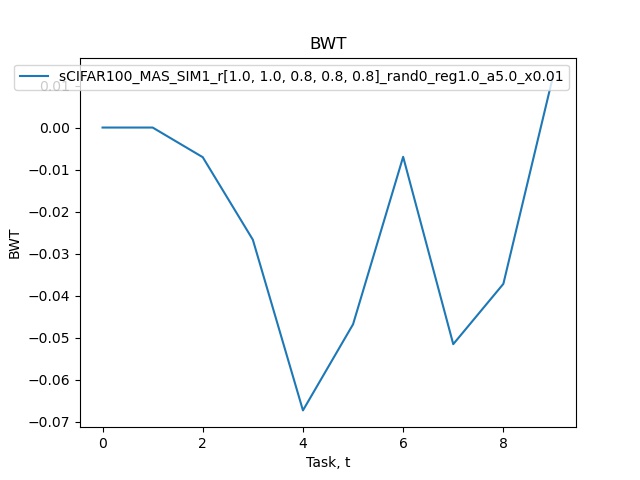 BWT
sCIFAR100_MAS_SIM1_r[1.0, 1.0, 0.8, 0.8, 0.8]_rand0_reg1.0_a5.0_x0.01
0.01
0.00
−0.01
−0.02
−0.03
−0.04
−0.05
−0.06
−0.07
BWT
0 2 4 6 8
Task, t